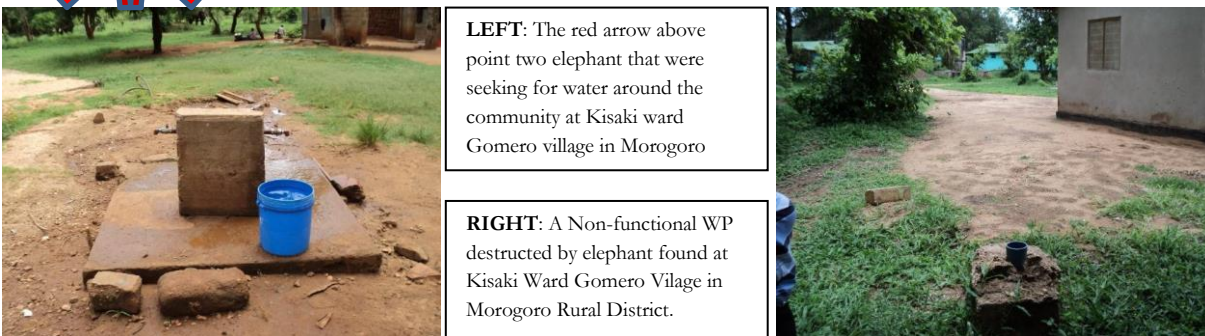 LEFT: The red arrow above
point two elephant that were
seeking for water around the
community at Kisaki ward
Gomero village in Morogoro
RIGHT: A Non-functional WP
destructed by elephant found at
Kisaki Ward Gomero Vilage in
Morogoro Rural District.